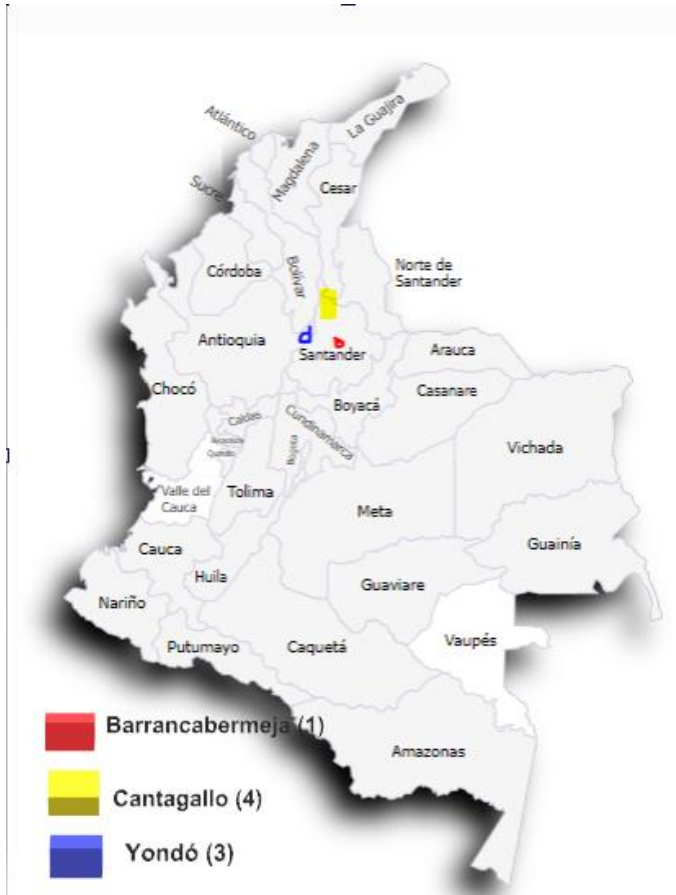 La Guajira
Atlántico
Magdalena
Cesar
Sucre
Norte de
Santander
Córdoba
Bolívar
Antioquia
Santander
Arauca
Chocó
Casanare
Boyacá
Caldas
Cundinamarca
Quindío
Bogotá
Vichada
Valle del
Cauca
Tolima
Meta
Guainía
Cauca
Huila
Guaviare
Nariño
Putumayo
Caquetá
Vaupés
Barrancabermeja (1)
Amazonas
Cantagallo (4)
Yondó (3)